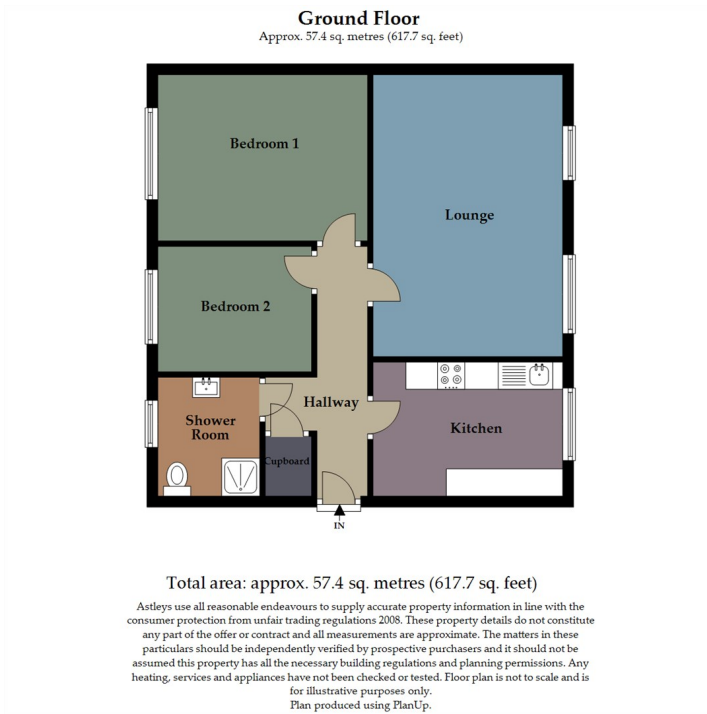 Ground Floor
Approx. 57.4 sq. metres (617.7 sq. feet)
Bedroom 1
Lounge
Bedroom 2
Hallway
Shower
Room
Kitchen
Cupboard
IN
Total area: approx. 57.4 sq. metres (617.7 sq. feet)
Astleys use all reasonable endeavours to supply accurate property information in line with the
consumer protection from unfair trading regulations 2008. These property details do not constitute
any part of the offer or contract and all measurements are approximate. The matters in these
particulars should be independently verified by prospective purchasers and it should not be
assumed this property has all the necessary building regulations and planning permissions. Any
heating, services and appliances have not been checked or tested. Floor plan is not to scale and is
for illustrative purposes only.
Plan produced using PlanUp.